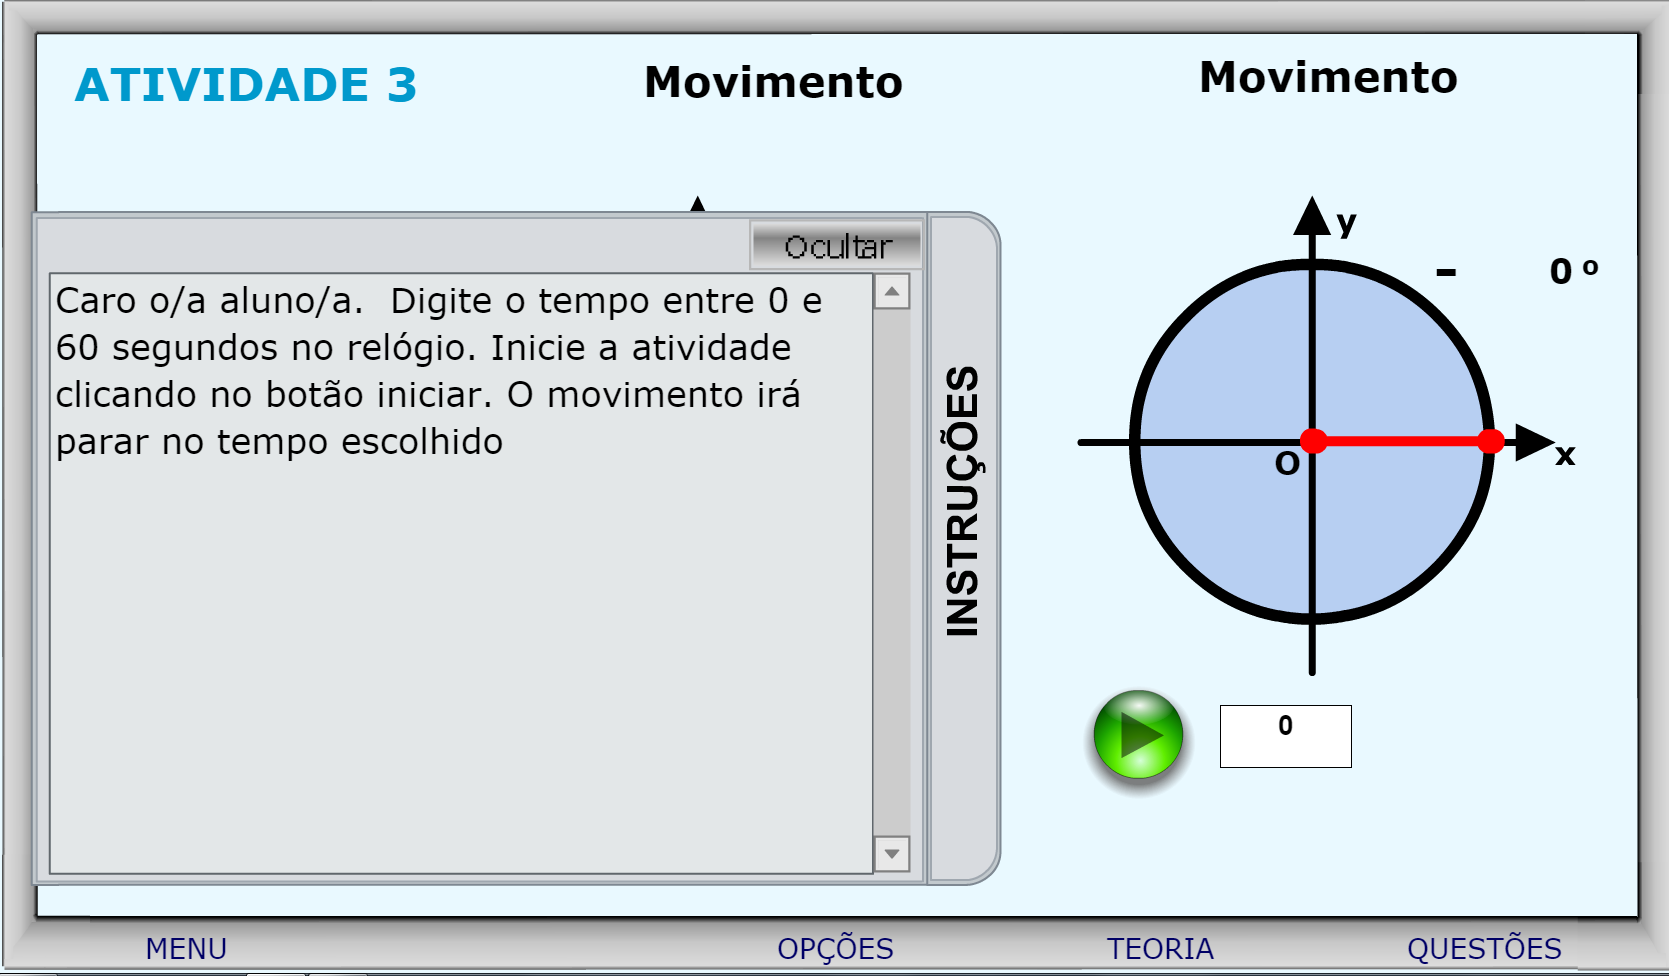 ATIVIDADE 3
Movimento
Movimento
Ocultar
Caro o/a aluno/a.  Digite o tempo entre 0 e
60 segundos no relógio. Inicie a atividade
clicando no botão iniciar. O movimento irá
parar no tempo escolhido
INSTRUÇÕES
y
- 0 º
O
x
0
MENU
OPÇÕES
TEORIA
QUESTÕES